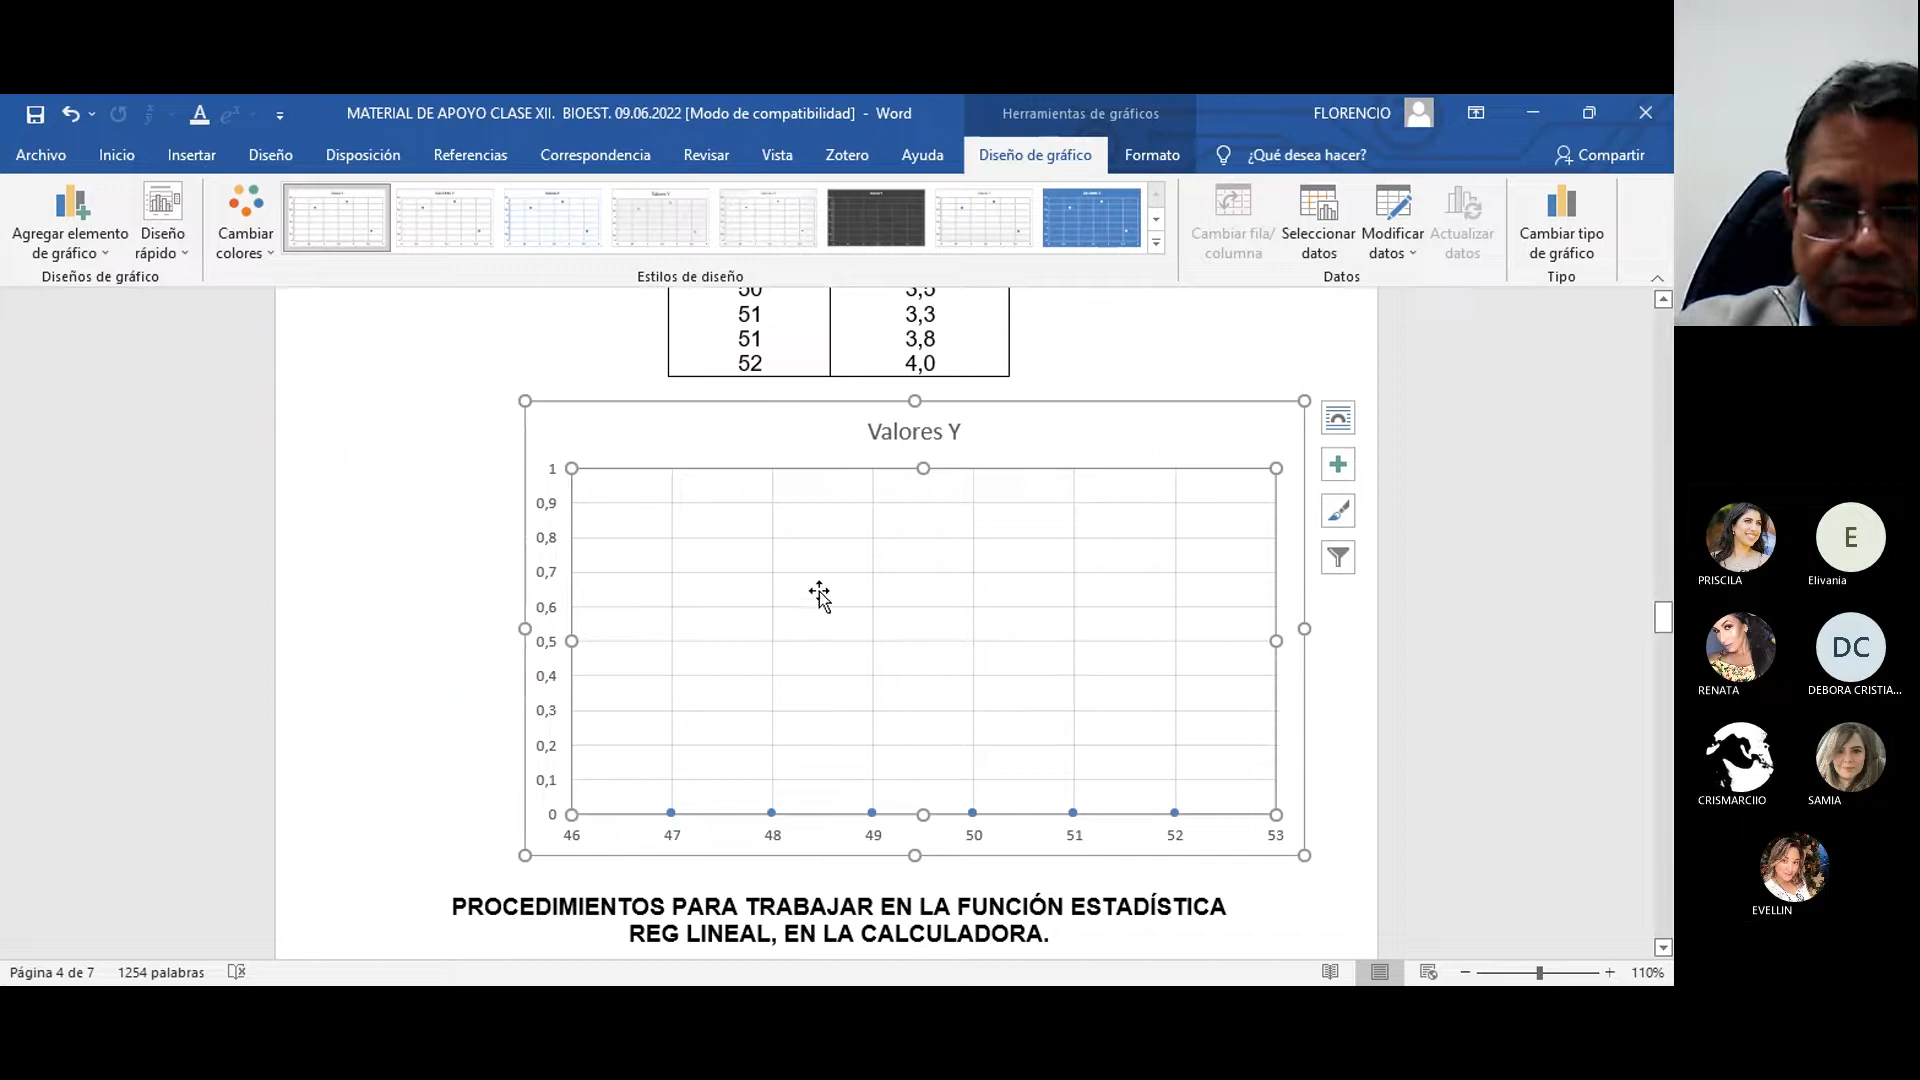 MATERIAL DE APOYO CLASE XII.  BIOEST. 09.06.2022 [Modo de compatibilidad]  -  Word
Herramientas de gráficos
FLORENCIO
Archivo
Inicio
Insertar
Diseño
Disposición
Referencias
Correspondencia
Revisar
Vista
Zotero
Ayuda
Diseño de gráfico
Formato
¿Qué desea hacer?
Compartir
Agregar elemento
de gráfico
Diseño
rápido
Cambiar
colores
Cambiar fila/
columna
Seleccionar
datos
Modificar
datos
Actualizar
datos
Cambiar tipo
de gráfico
Diseños de gráfico
Estilos de diseño
Datos
Tipo
50 3,5
51 3,3
51 3,8
52 4,0
Valores Y
1
0,9
0,8
0,7
0,6
0,5
0,4
0,3
0,2
0,1
0
46 47 48 49 50 51 52 53
PROCEDIMIENTOS PARA TRABAJAR EN LA FUNCIÓN ESTADÍSTICA
REG LINEAL, EN LA CALCULADORA.
Página 4 de 7
1254 palabras
110%
PRISCILA
E
Elivania
RENATA
DC
DEBORA CRISTIA...
CRISMARCIIO
SAMIA
EVELLIN